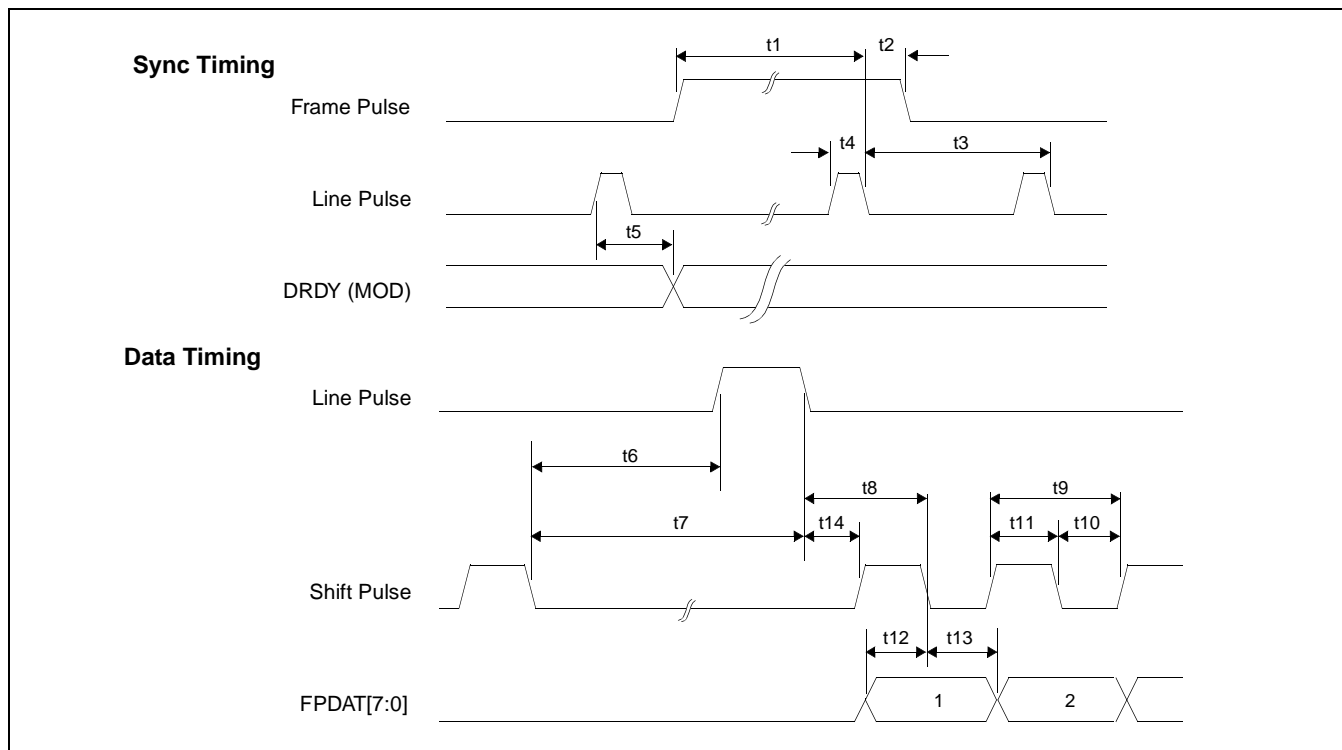 Sync Timing
t1
t2
Frame Pulse
t4
t3
Line Pulse
t5
DRDY (MOD)
Data Timing
Line Pulse
t6
t8
t9
t7
t14
t11
t10
Shift Pulse
t12
t13
FPDAT[7:0]
1
2